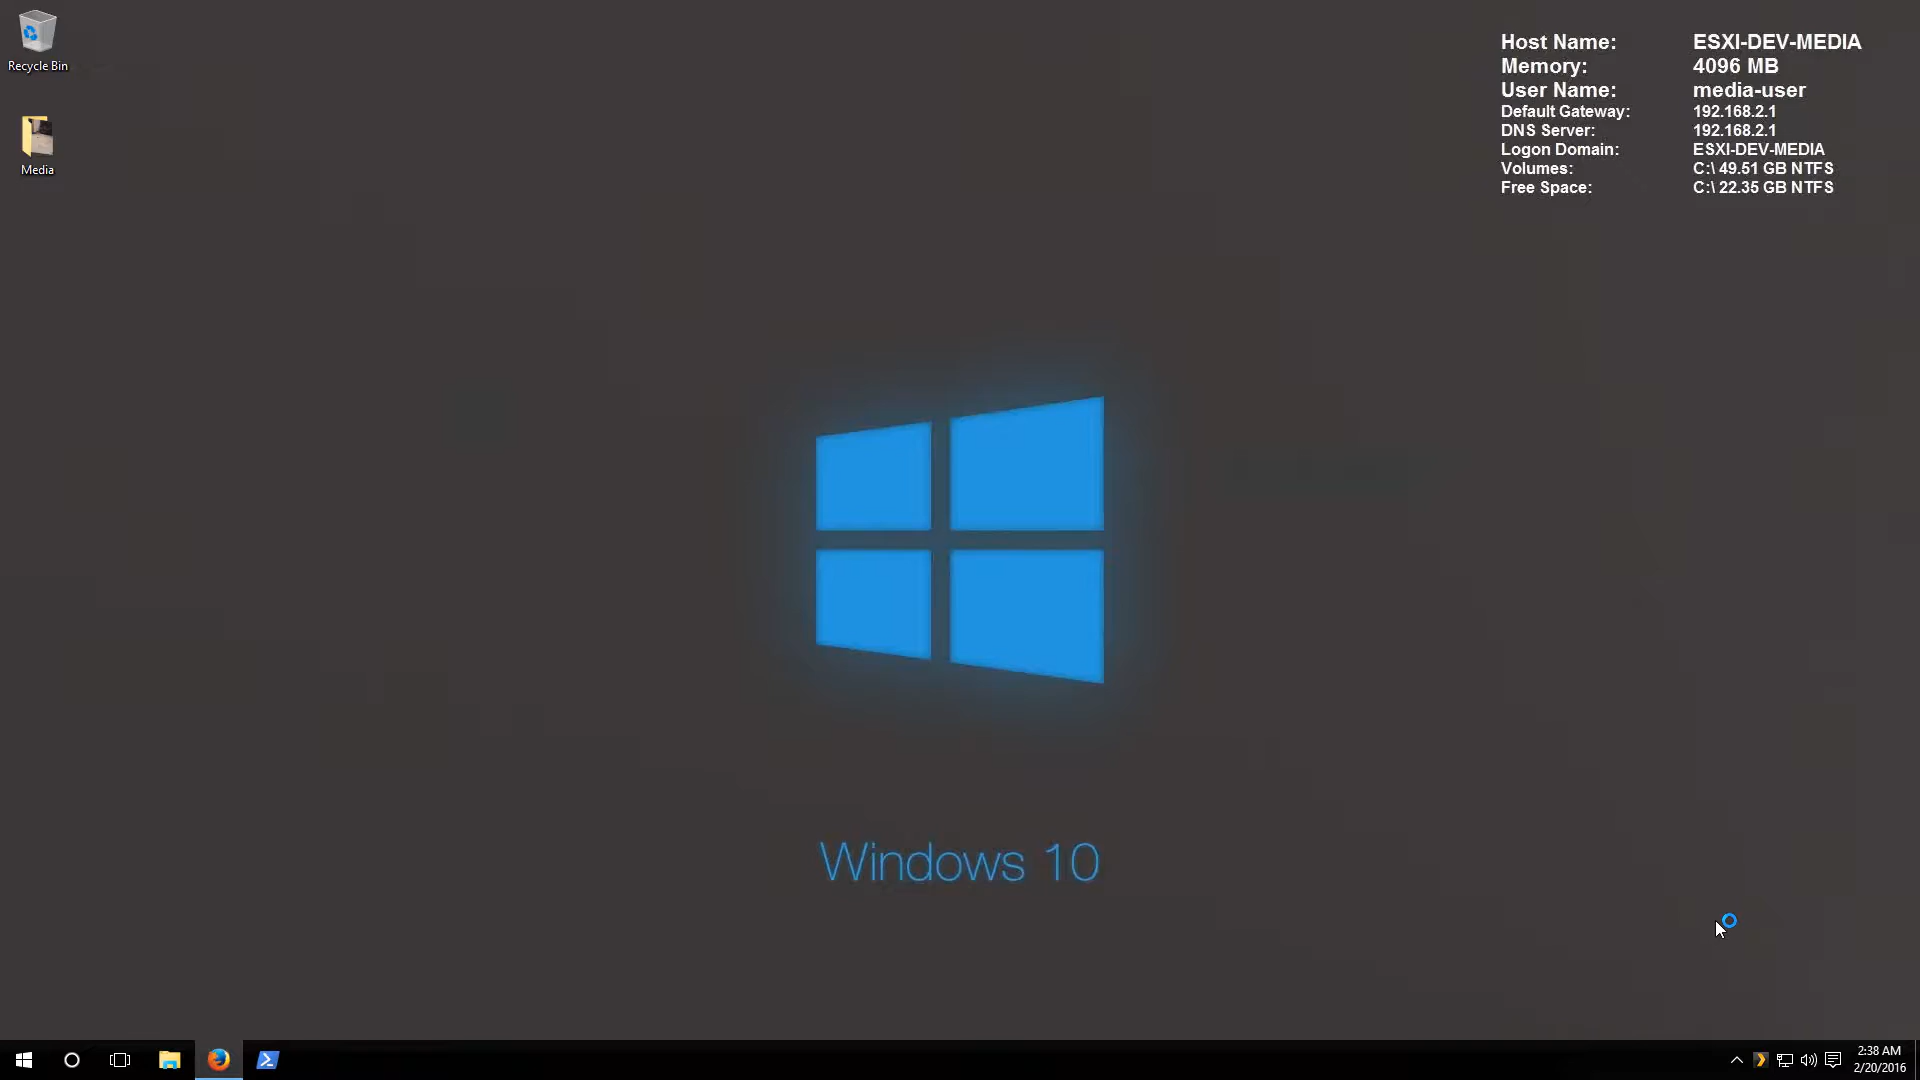 Recycle Bin
Media
Host Name: ESXI-DEV-MEDIA
Memory: 4096 MB
User Name: media-user
Default Gateway: 192.168.2.1
DNS Server: 192.168.2.1
Logon Domain: ESXI-DEV-MEDIA
Volumes: C:\ 49.51 GB NTFS
Free Space: C:\ 22.35 GB NTFS
Windows 10
2:38 AM
2/20/2016